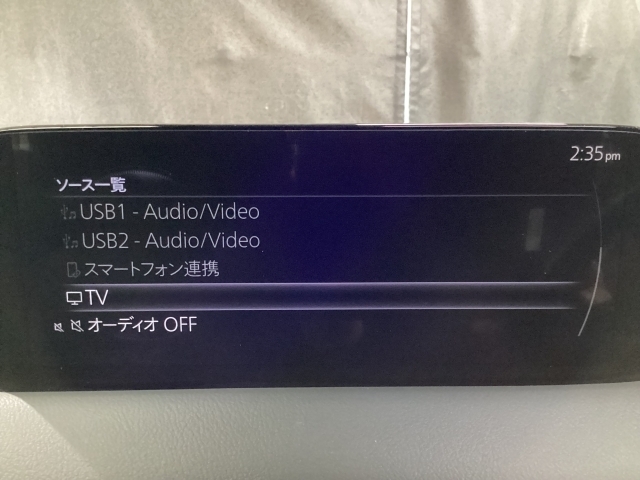 2:35pm
ソース一覧
USB1 - Audio/Video
USB2 - Audio/Video
スマートフォン連携
TV
オーディオ OFF